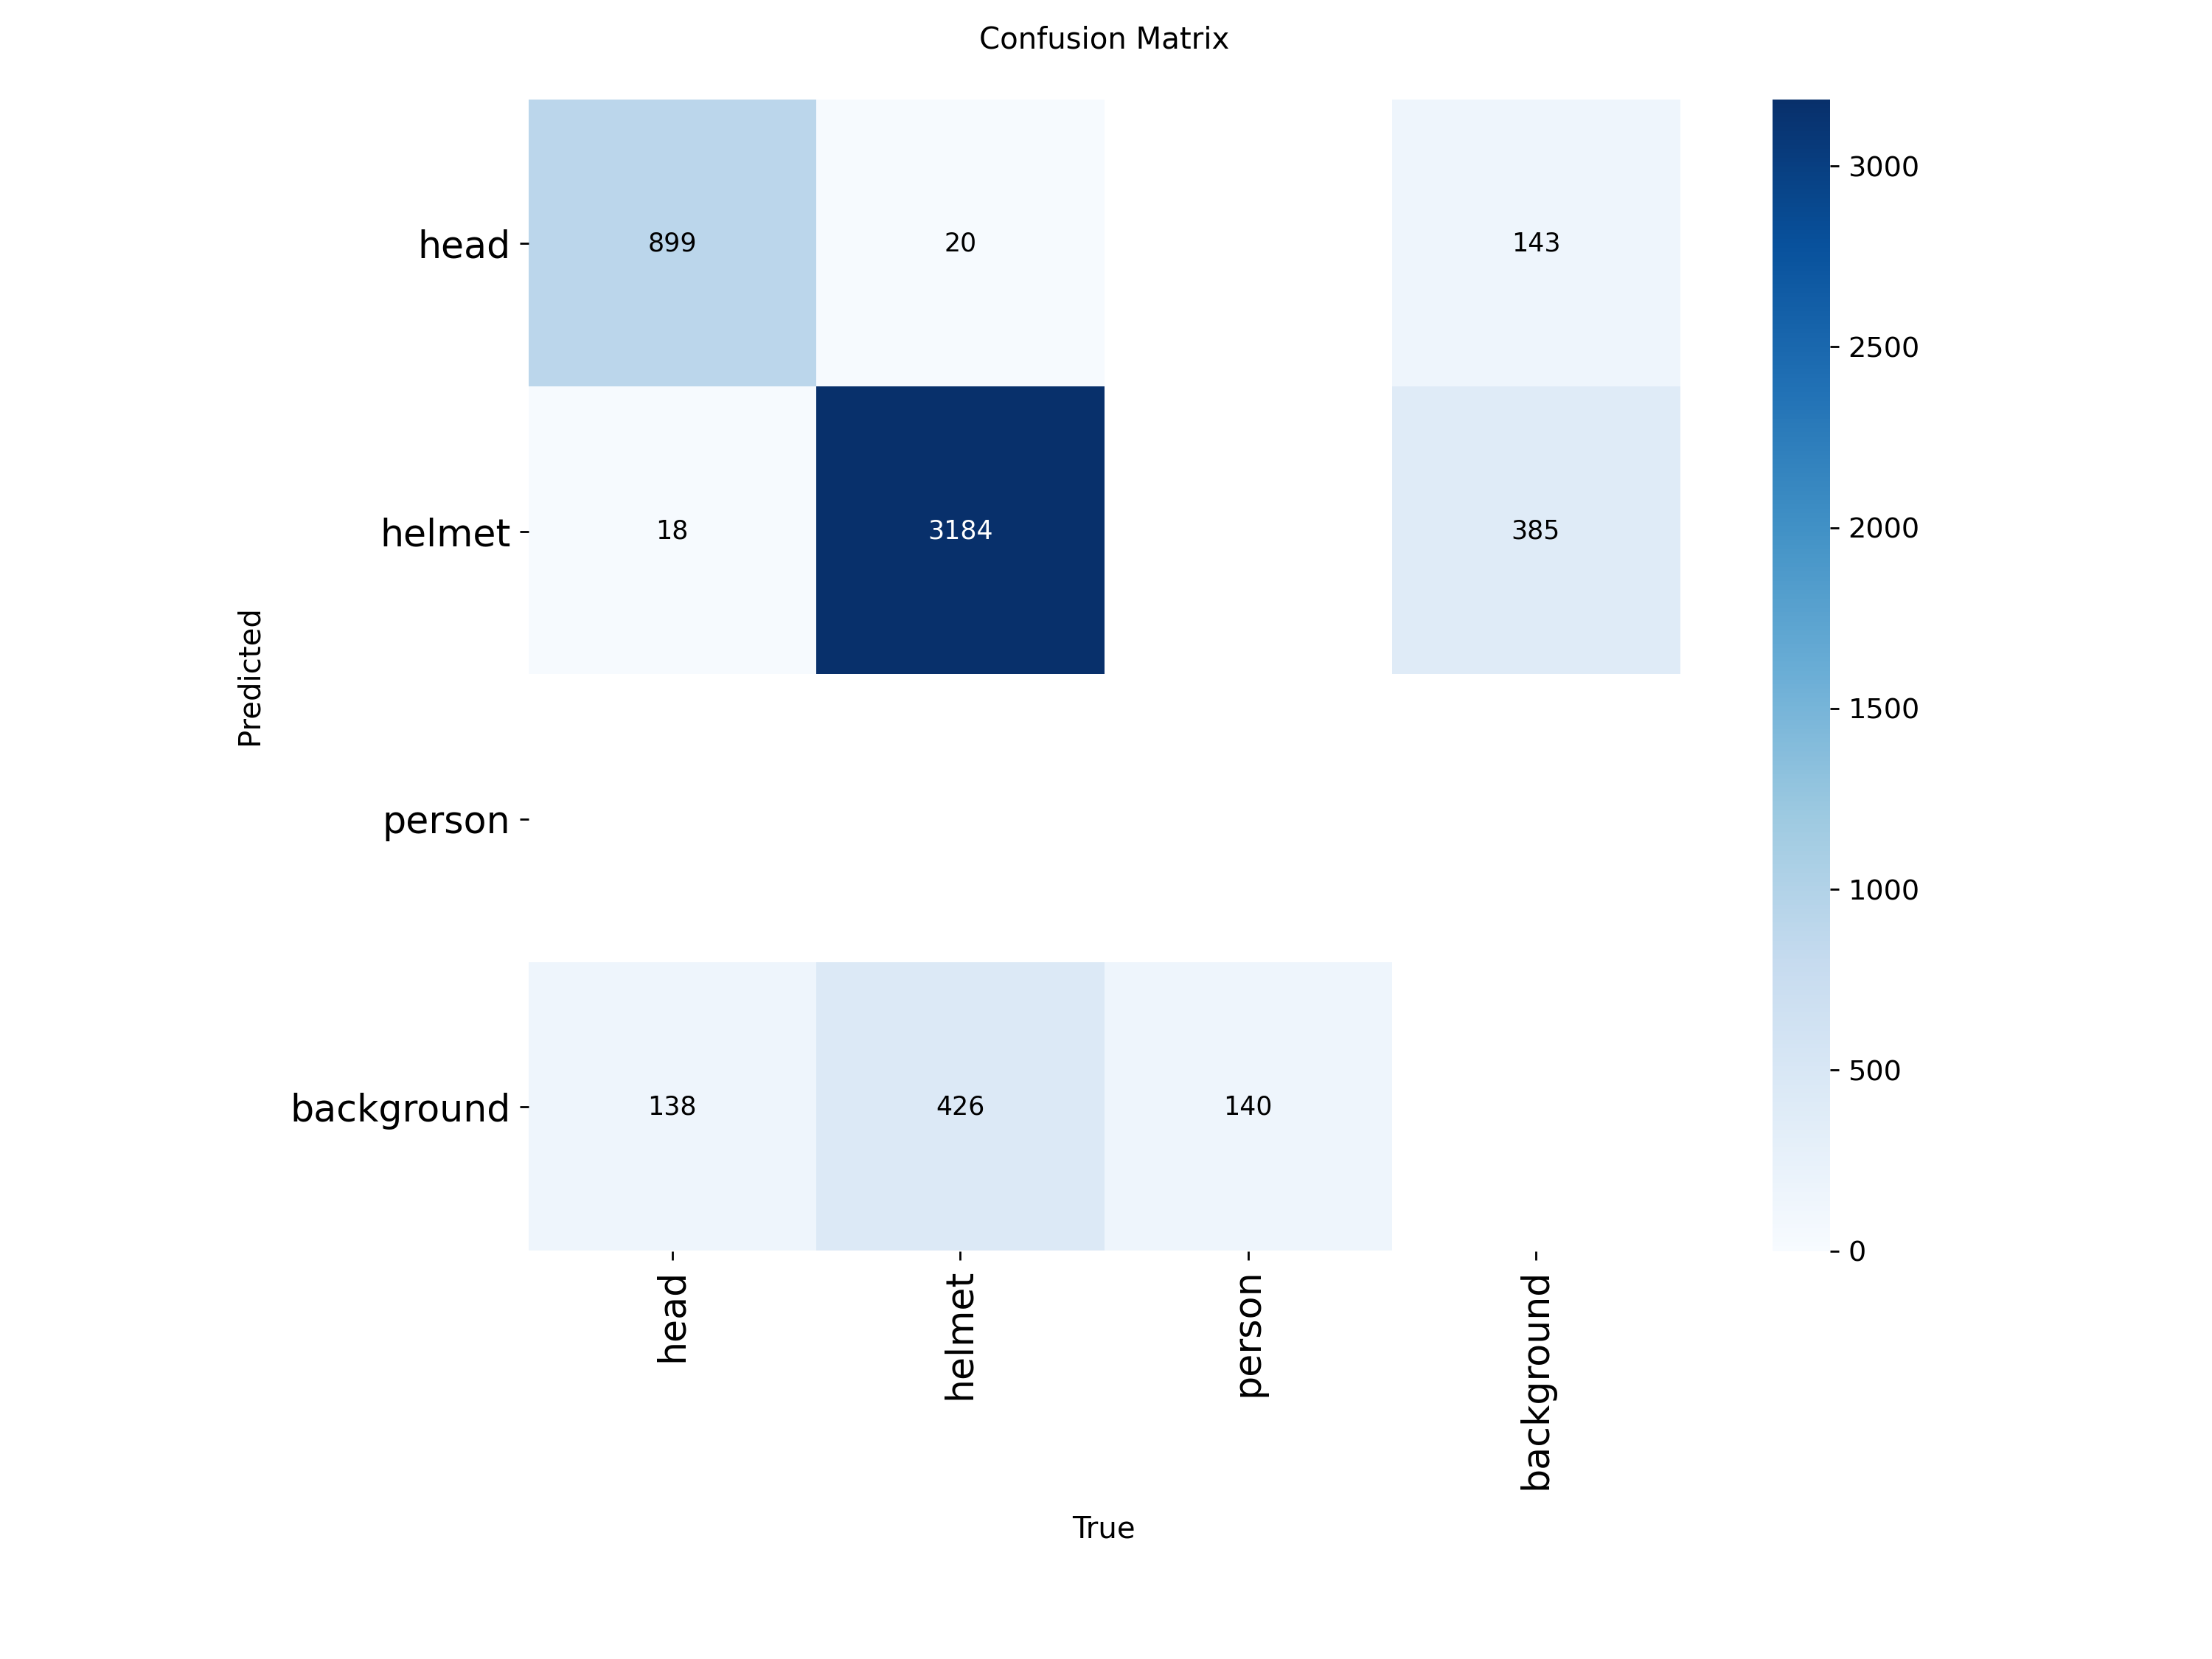 Confusion Matrix
head
899
20
143
helmet
18
3184
385
person
background
138
426
140
head
helmet
person
background
Predicted
True
3000
2500
2000
1500
1000
500
0